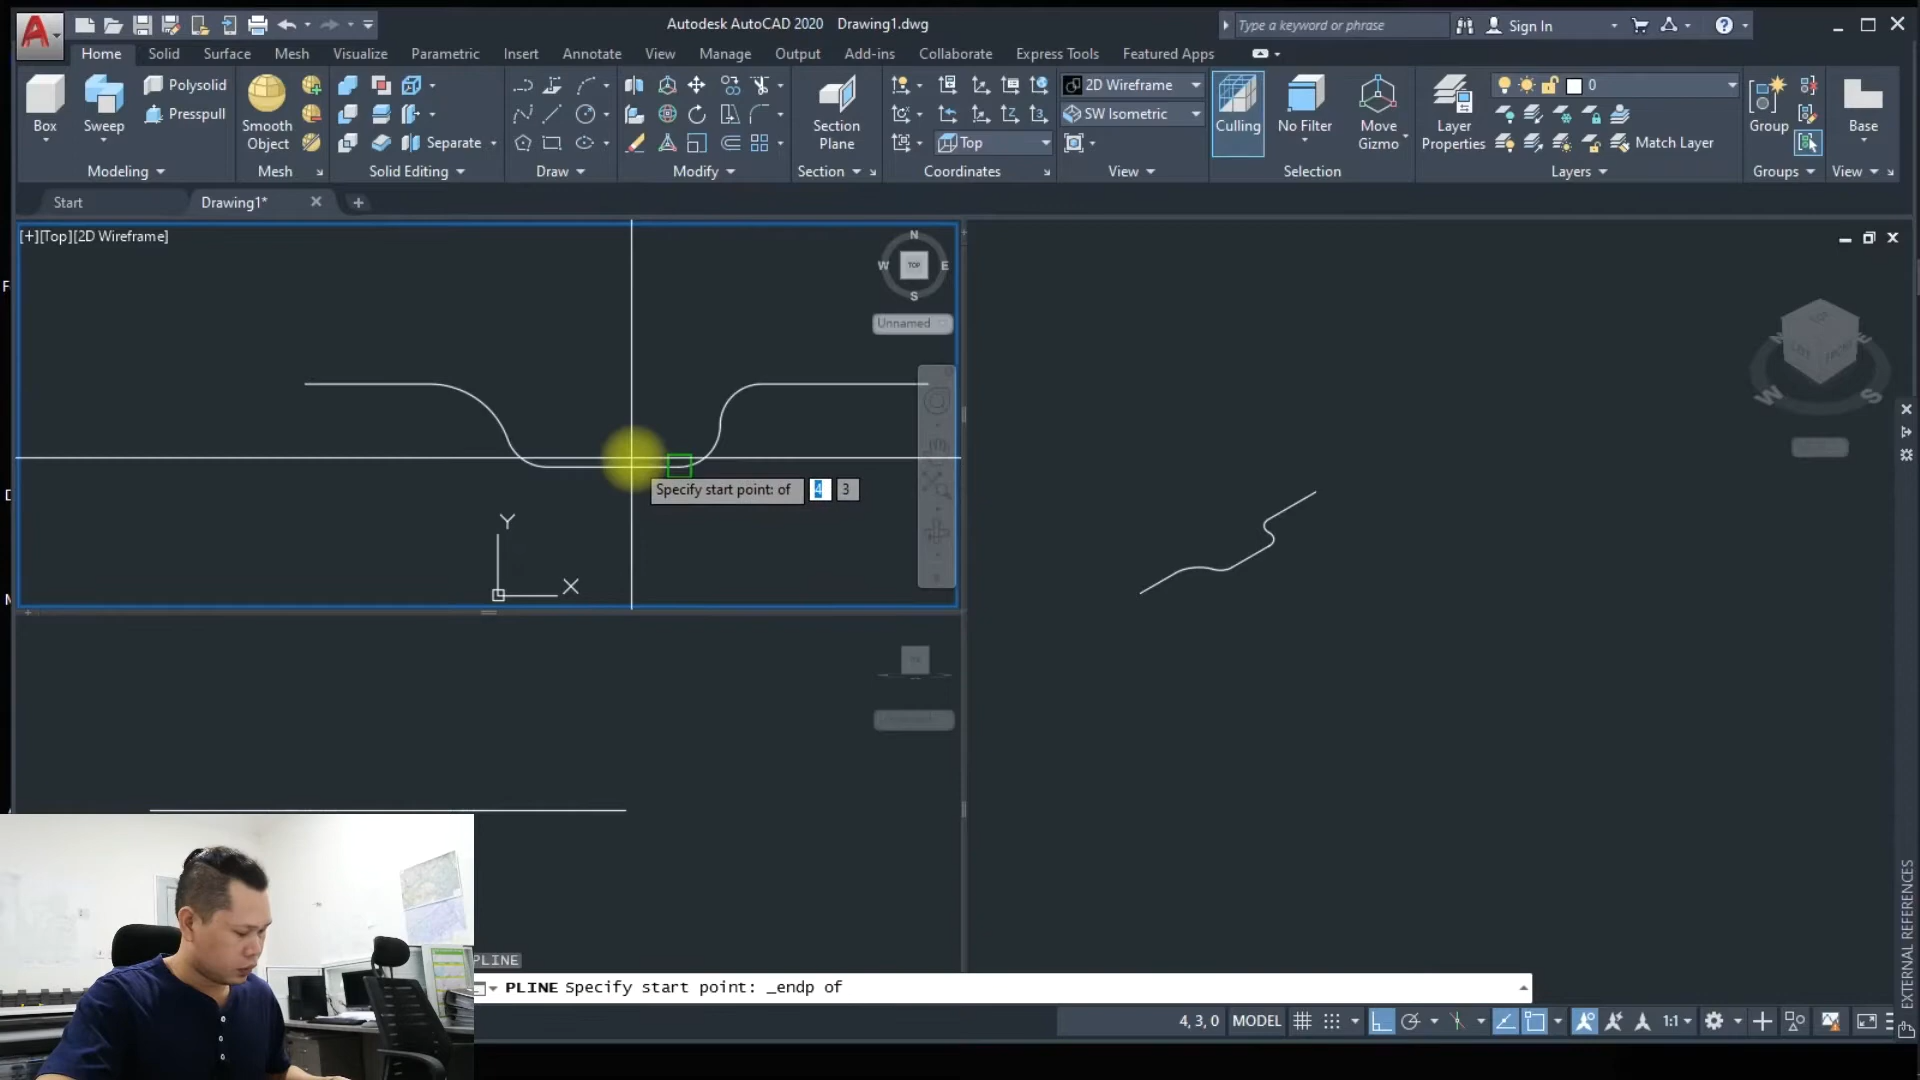 Autodesk AutoCAD 2020 Drawing1.dwg
Type a keyword or phrase
Sign In
Home Solid Surface Mesh Visualize Parametric Insert Annotate View Manage Output Add-ins Collaborate Express Tools Featured Apps
Box
Sweep
Polysolid
Presspull
Smooth
Object
Separate
Section
Plane
Top
2D Wireframe
SW Isometric
Culling
No Filter
Move
Gizmo
Layer
Properties
0
Match Layer
Group
Base
Modeling
Mesh
Solid Editing
Draw
Modify
Section
Coordinates
View
Selection
Layers
Groups
View
Start
Drawing1*
[+][Top][2D Wireframe]
N
W
TOP
E
S
Unnamed
Specify start point: of 4 3
Y
X
W
S
EXTERNAL REFERENCES
PLINE
PLINE Specify start point: _endp of
4, 3, 0 MODEL
1:1